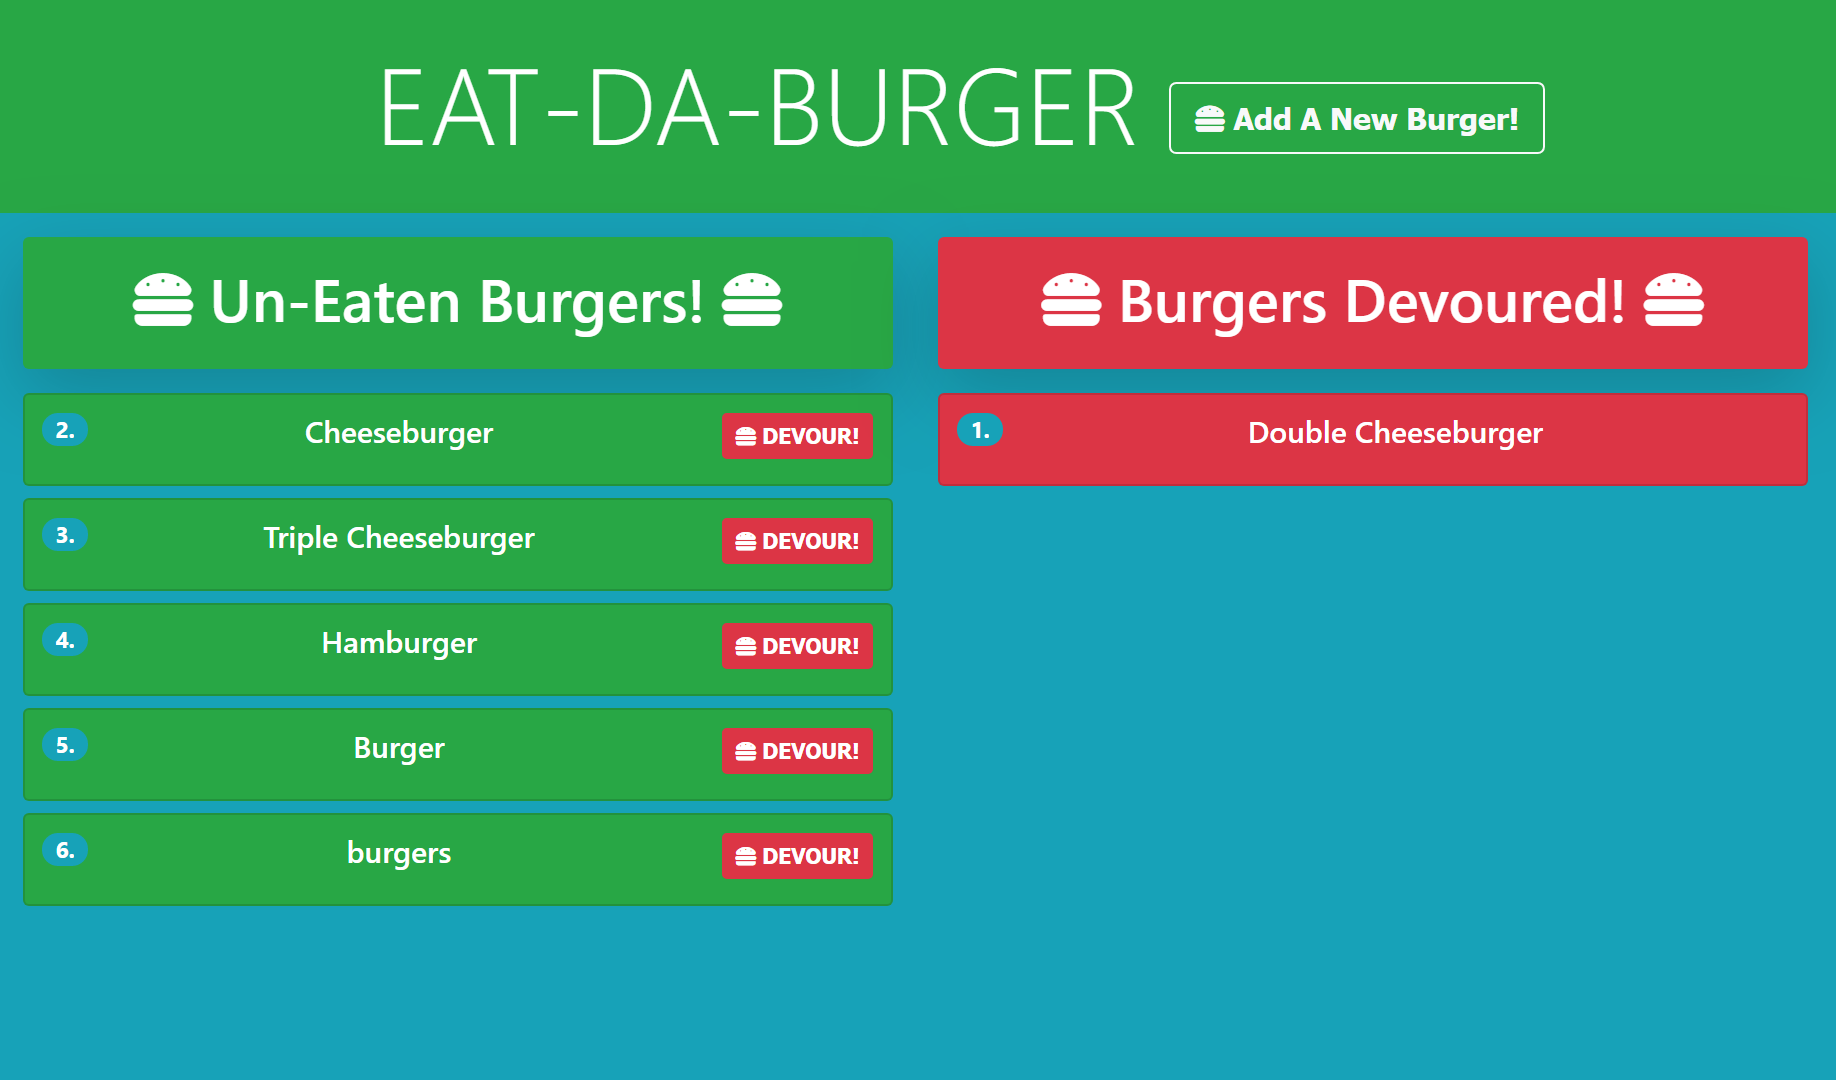 EAT-DA-BURGER
Add A New Burger!
Un-Eaten Burgers!
2. Cheeseburger DEVOUR!
3. Triple Cheeseburger DEVOUR!
4. Hamburger DEVOUR!
5. Burger DEVOUR!
6. burgers DEVOUR!
Burgers Devoured!
1. Double Cheeseburger